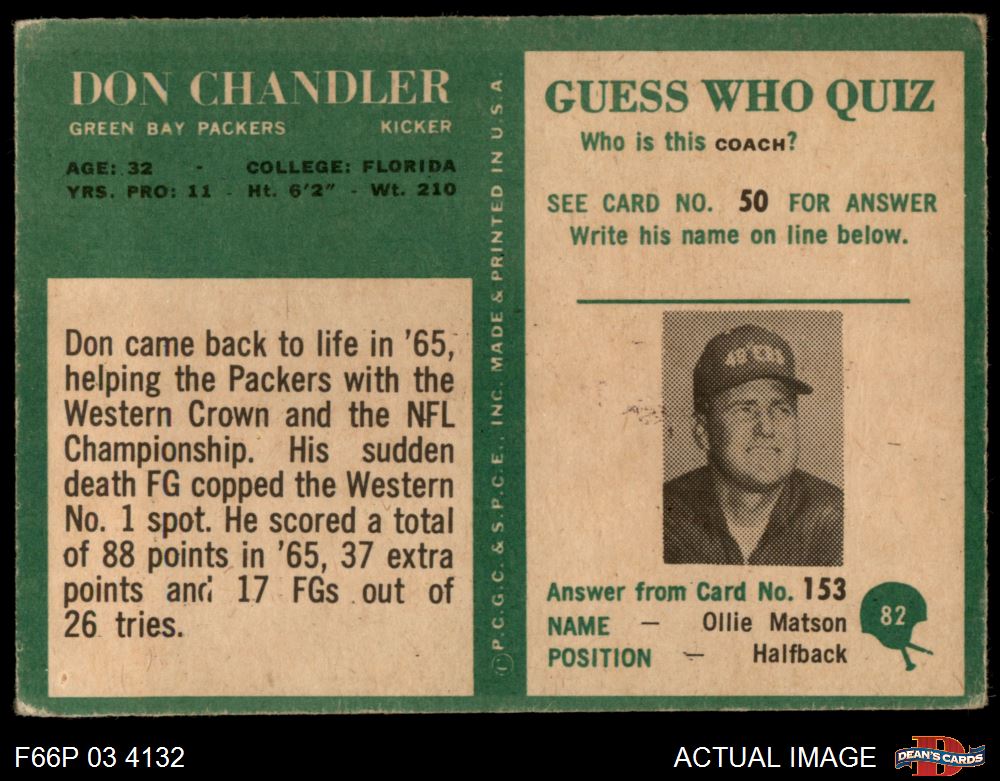 DON CHANDLER
GREEN BAY PACKERS KICKER
AGE: 32 - COLLEGE: FLORIDA
YRS. PRO: 11 - Ht. 6'2" - Wt. 210
Don came back to life in '65,
helping the Packers with the
Western Crown and the NFL
Championship. His sudden
death FG copped the Western
No. 1 spot. He scored a total
of 88 points in '65, 37 extra
points and 17 FGs out of
26 tries.
© P.C.G.C. & S.P.C.E., INC. MADE & PRINTED IN U.S.A
GUESS WHO QUIZ
Who is this COACH?
SEE CARD NO. 50 FOR ANSWER
Write his name on line below.
49ERS
Answer from Card No. 153
NAME — Ollie Matson
POSITION — Halfback
82
F66P 03 4132
ACTUAL IMAGE
D
DEAN'S CARDS